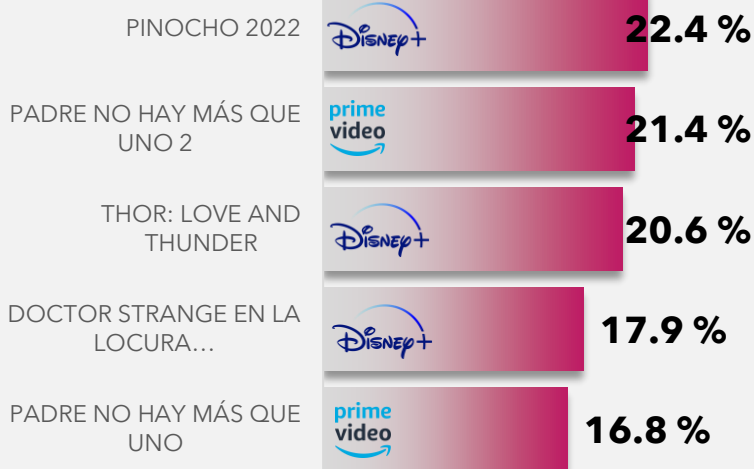 PINOCHO 2022
Disney+
22.4 %
PADRE NO HAY MÁS QUE
UNO 2
prime
video
21.4 %
THOR: LOVE AND
THUNDER
Disney+
20.6 %
DOCTOR STRANGE EN LA
LOCURA…
Disney+
17.9 %
PADRE NO HAY MÁS QUE
UNO
prime
video
16.8 %